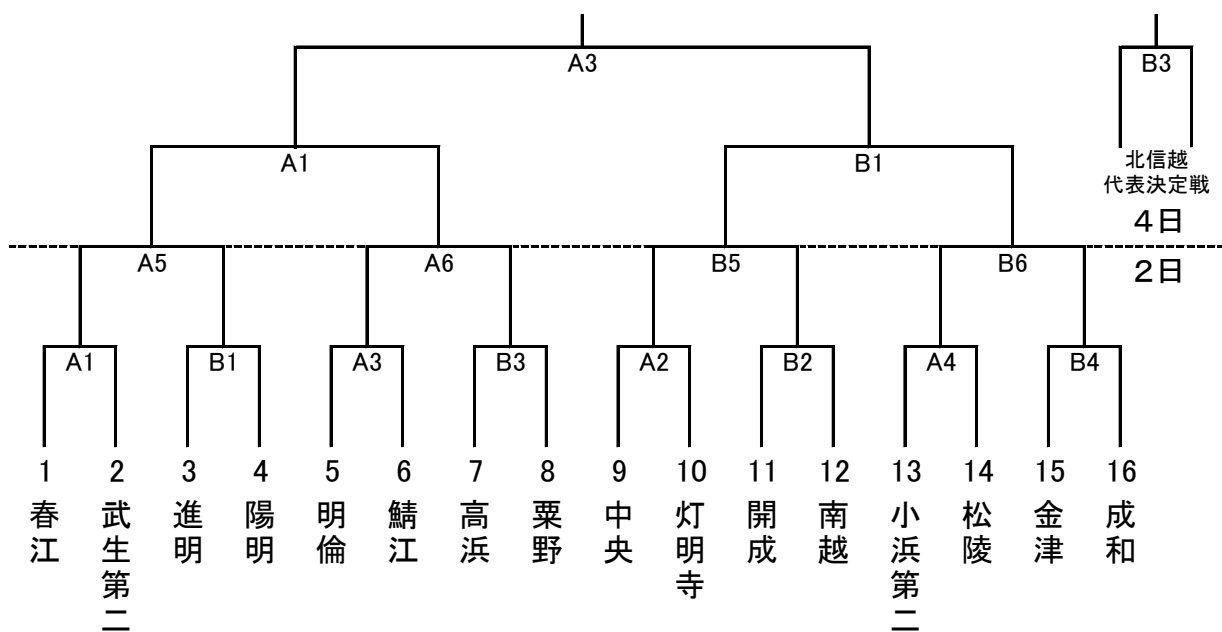 A3
B3
A1
B1
北信越
代表決定戦
4日
A5
A6
B5
B6
2日
A1
B1
A3
B3
A2
B2
A4
B4
1
2
3
4
5
6
7
8
9
10
11
12
13
14
15
16
春江
武生第二
進明
陽明
明倫
鯖江
高浜
粟野
中央
灯明寺
開成
南越
小浜第二
松陵
金津
成和